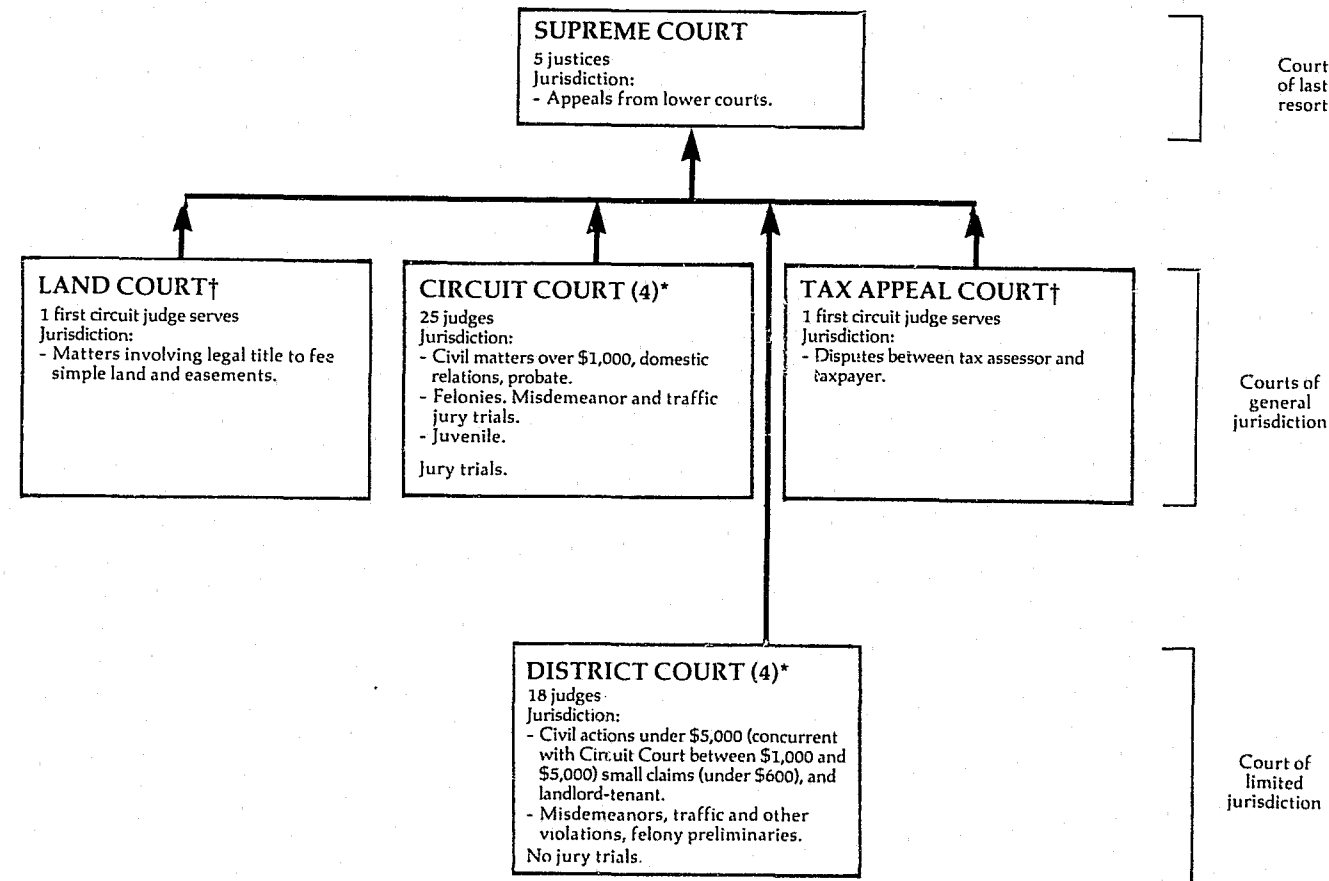 SUPREME COURT
5 justices
Jurisdiction:
- Appeals from lower courts.
Court
of last
resort
LAND COURT†
1 first circuit judge serves
Jurisdiction:
- Matters involving legal title to fee
simple land and easements.
CIRCUIT COURT (4)*
25 judges
Jurisdiction:
- Civil matters over $1,000, domestic
relations, probate.
- Felonies. Misdemeanor and traffic
jury trials.
- Juvenile.
Jury trials.
TAX APPEAL COURT†
1 first circuit judge serves
Jurisdiction:
- Disputes between tax assessor and
taxpayer.
Courts of
general
jurisdiction
DISTRICT COURT (4)*
18 judges
Jurisdiction:
- Civil actions under $5,000 (concurrent
with Circuit Court between $1,000 and
$5,000) small claims (under $600), and
landlord-tenant.
- Misdemeanors, traffic and other
violations, felony preliminaries.
No jury trials.
Court of
limited
jurisdiction